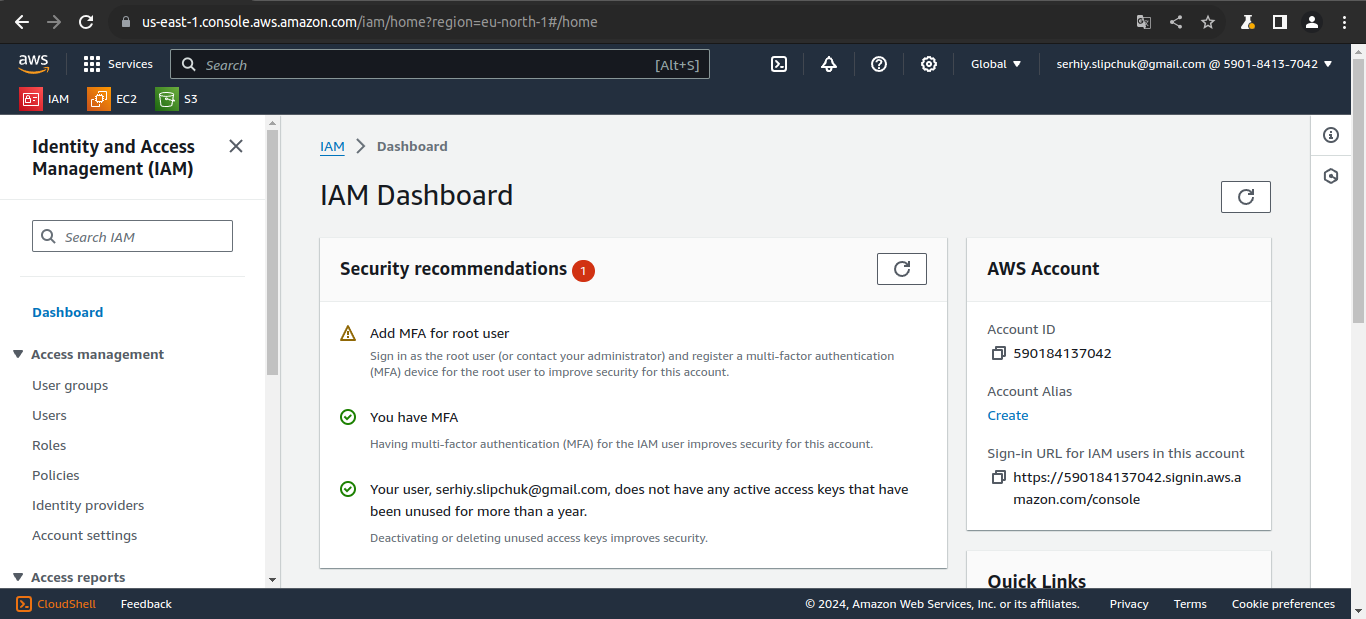 us-east-1.console.aws.amazon.com/iam/home?region=eu-north-1#/home
aws
Services
Search
[Alt+S]
Global
serhiy.slipchuk@gmail.com @ 5901-8413-7042
IAM
EC2
S3
Identity and Access
Management (IAM)
Search IAM
Dashboard
Access management
User groups
Users
Roles
Policies
Identity providers
Account settings
Access reports
IAM
Dashboard
IAM Dashboard
Security recommendations 1
Add MFA for root user
Sign in as the root user (or contact your administrator) and register a multi-factor authentication
(MFA) device for the root user to improve security for this account.
You have MFA
Having multi-factor authentication (MFA) for the IAM user improves security for this account.
Your user, serhiy.slipchuk@gmail.com, does not have any active access keys that have
been unused for more than a year.
Deactivating or deleting unused access keys improves security.
AWS Account
Account ID
590184137042
Account Alias
Create
Sign-in URL for IAM users in this account
https://590184137042.signin.aws.a
mazon.com/console
Quick Links
CloudShell
Feedback
© 2024, Amazon Web Services, Inc. or its affiliates.
Privacy
Terms
Cookie preferences